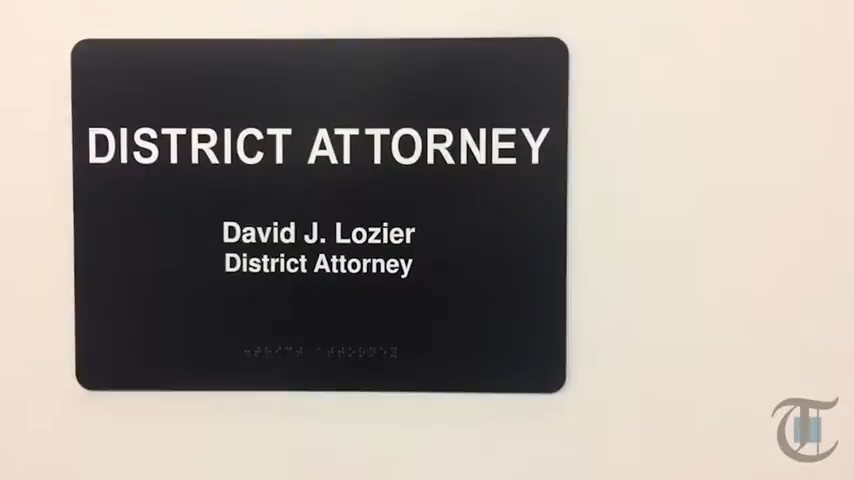 DISTRICT ATTORNEY
David J. Lozier
District Attorney
T